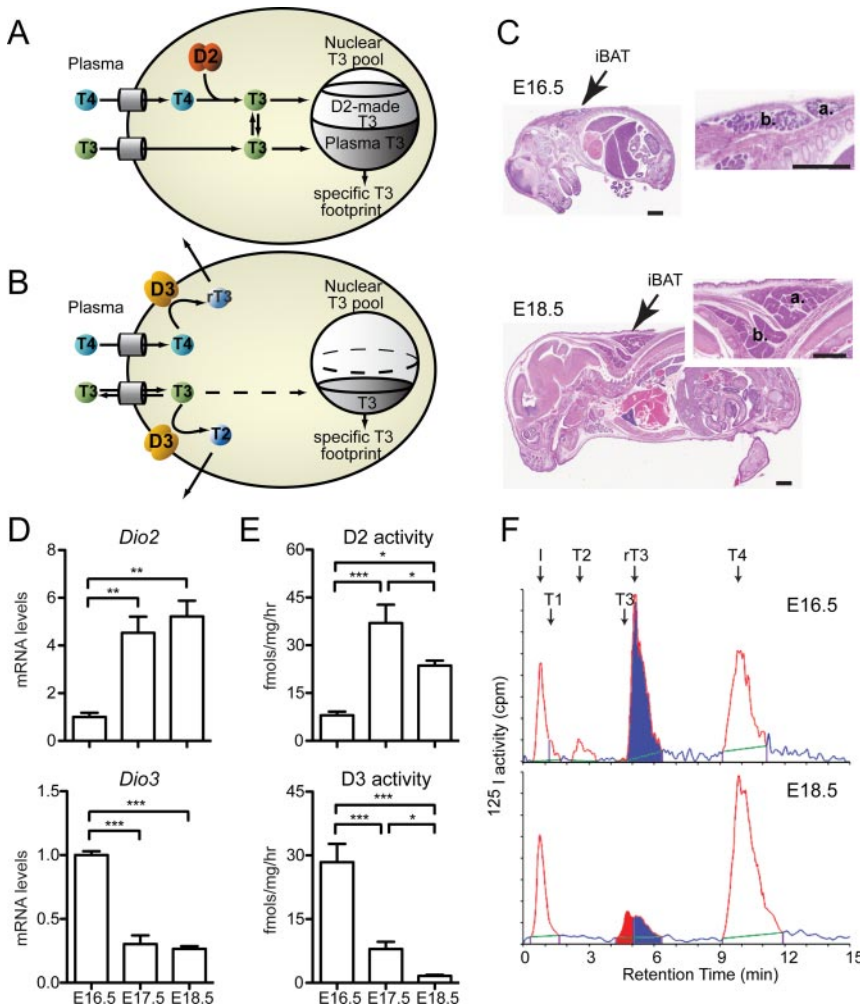 A
Plasma
D2
T4
T4
T3
T3
T3
Nuclear
T3 pool
D2-made
T3
Plasma T3
specific T3
footprint
B
Plasma
D3
rT3
T4
T4
T3
T3
D3
T2
Nuclear
T3 pool
T3
specific T3
footprint
C
iBAT
E16.5
a.
b.
iBAT
E18.5
a.
b.
D
Dio2
mRNA levels
8
6
4
2
0
**
**
Dio3
mRNA levels
1.5
1.0
0.5
0.0
***
***
E16.5 E17.5 E18.5
E
D2 activity
fmols/mg/hr
60
45
30
15
0
*
***
*
D3 activity
fmols/mg/hr
45
30
15
0
***
***
*
E16.5 E17.5 E18.5
F
I T2 rT3 T4
T1 T3
E16.5
E18.5
125 I activity (cpm)
0 3 6 9 12 15
Retention Time (min)